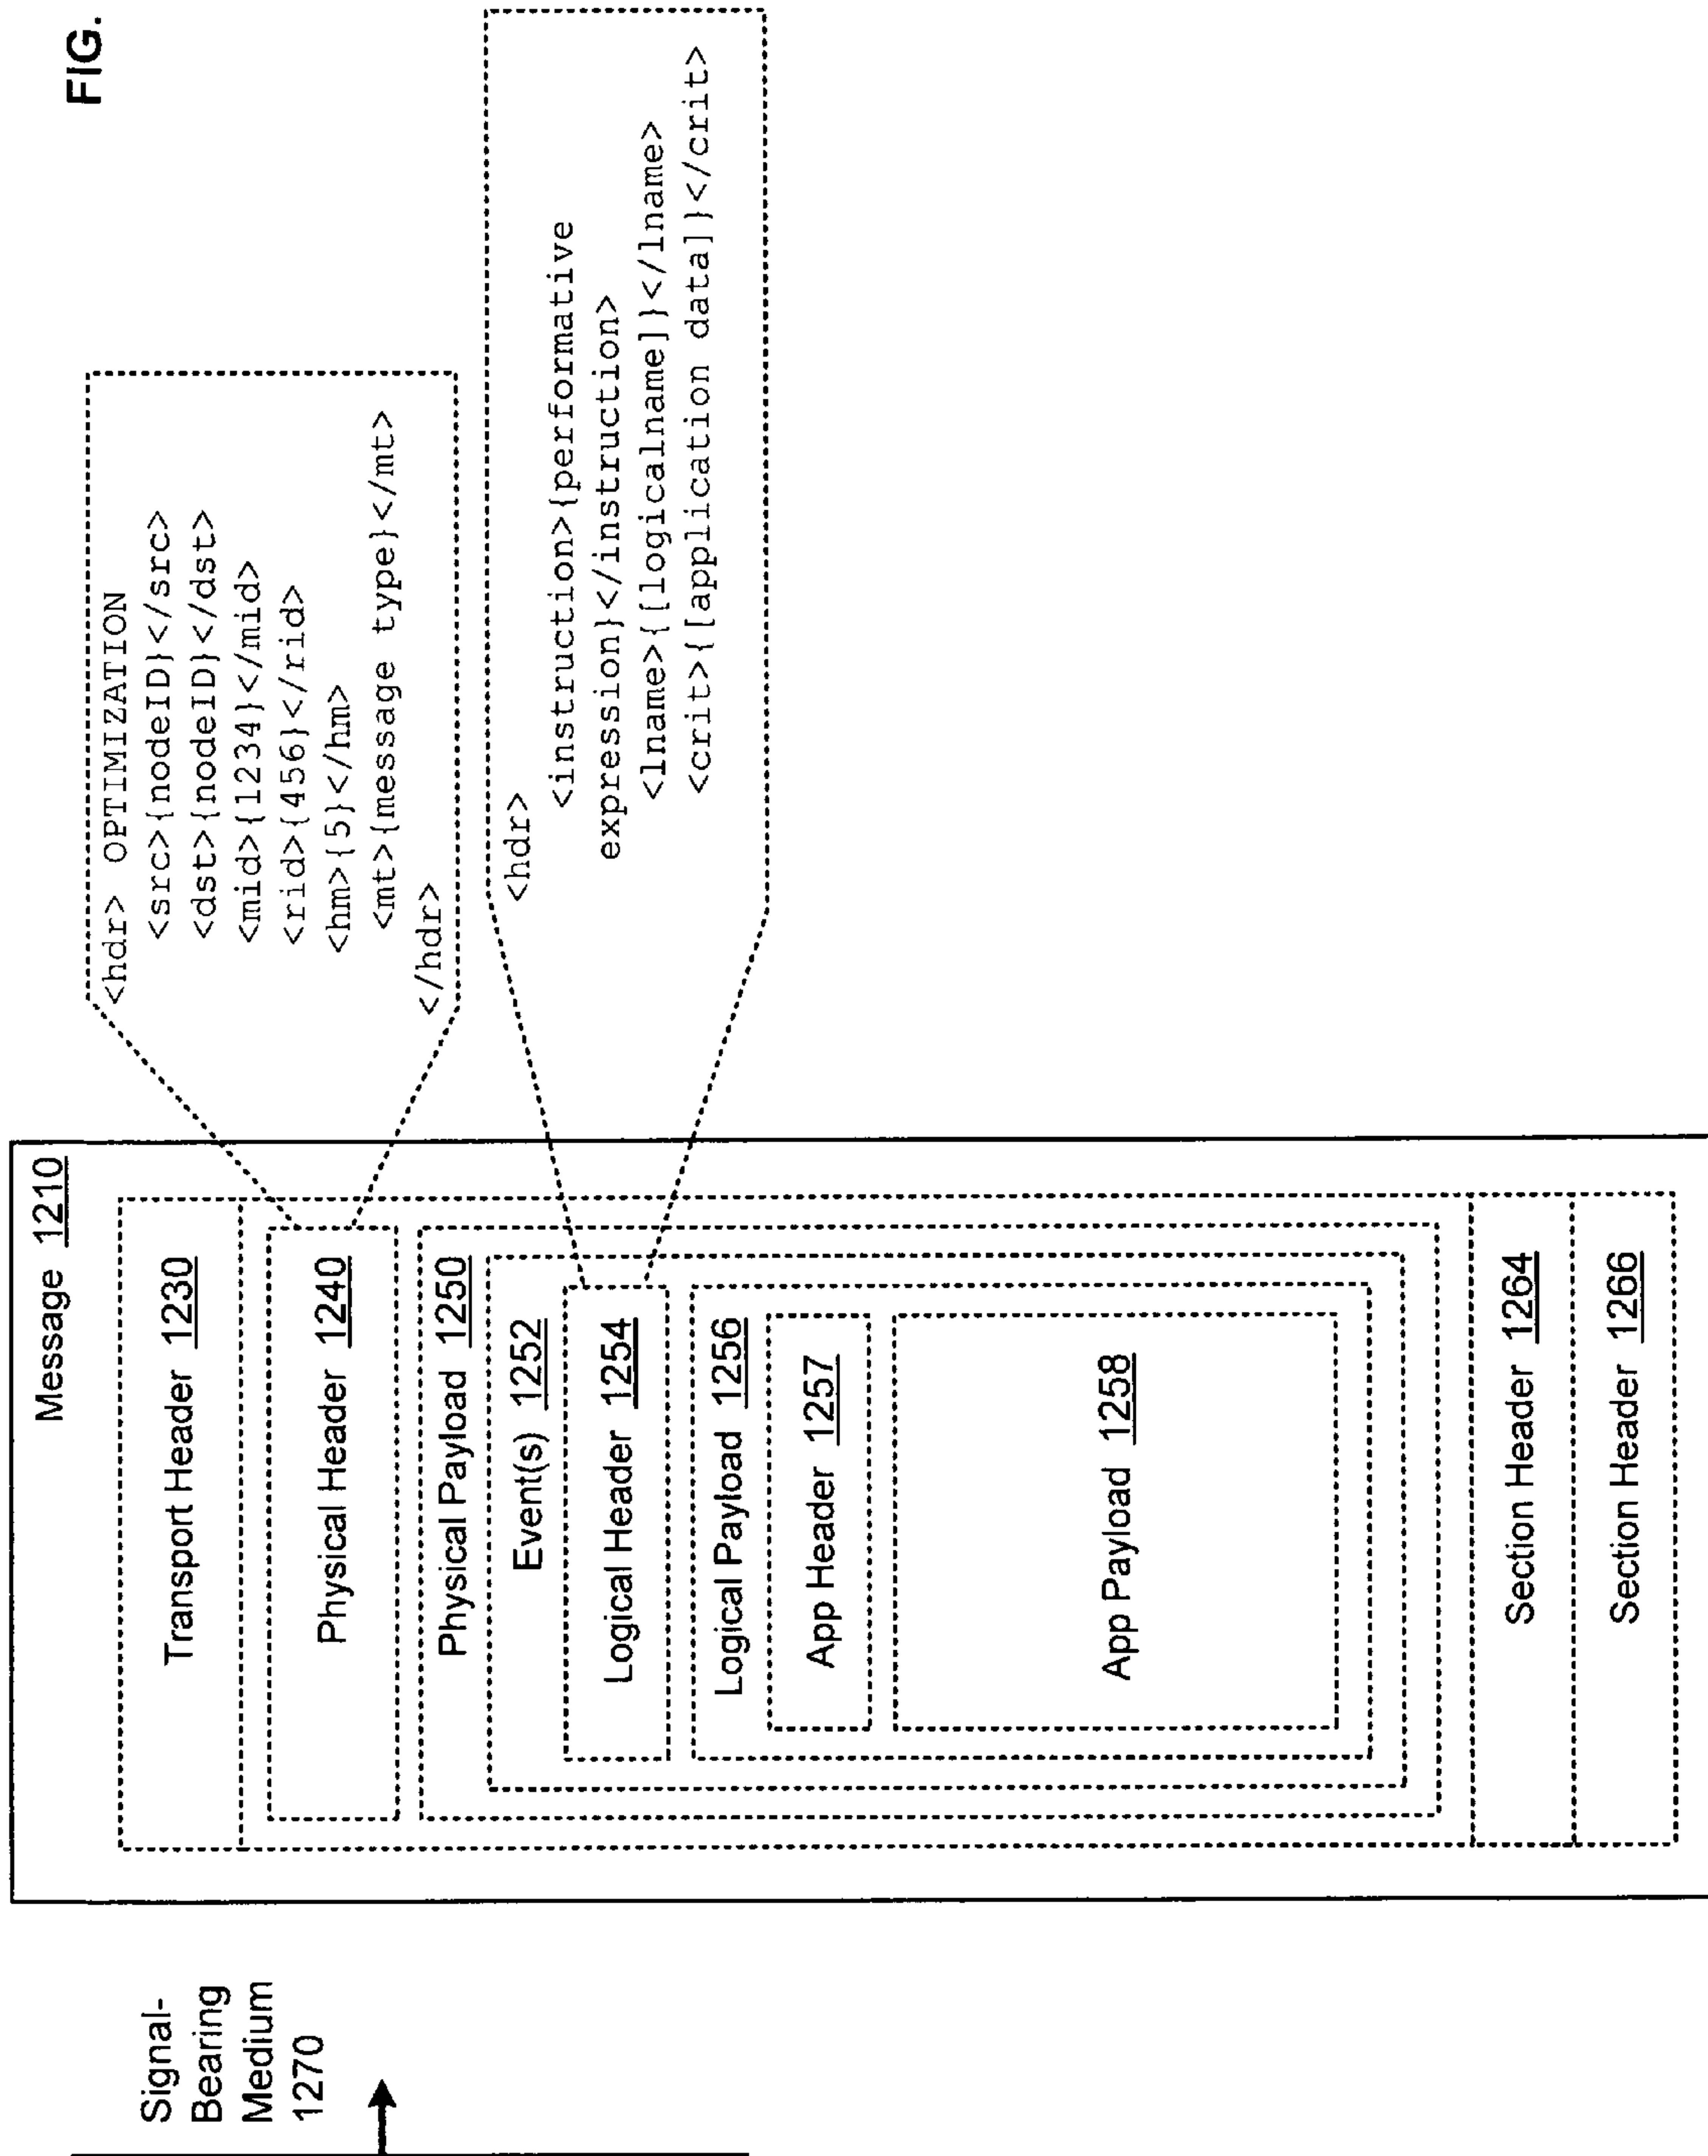 FIG.
Signal-
Bearing
Medium
1270
Message 1210
Transport Header 1230
Physical Header 1240
Physical Payload 1250
Event(s) 1252
Logical Header 1254
Logical Payload 1256
App Header 1257
App Payload 1258
Section Header 1264
Section Header 1266
<hdr> OPTIMIZATION
<src>{nodeID}</src>
<dst>{nodeID}</dst>
<mid>{1234}</mid>
<rid>{456}</rid>
<hm>{5}</hm>
<mt>{message type}</mt>
</hdr>
<hdr>
<instruction>{performative
expression}</instruction>
<lname>{[logicalname]}</lname>
<crit>{[application data]}</crit>